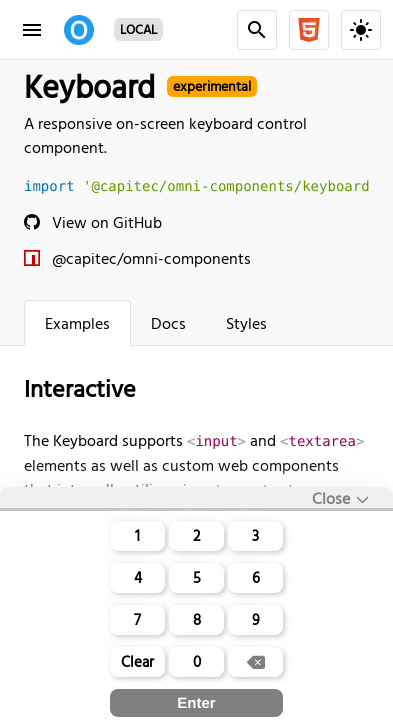 O LOCAL
Keyboard experimental
A responsive on-screen keyboard control
component.
import '@capitec/omni-components/keyboard
View on GitHub
@capitec/omni-components
Examples Docs Styles
Interactive
The Keyboard supports <input> and <textarea>
elements as well as custom web components
Close
1 2 3
4 5 6
7 8 9
Clear 0
Enter